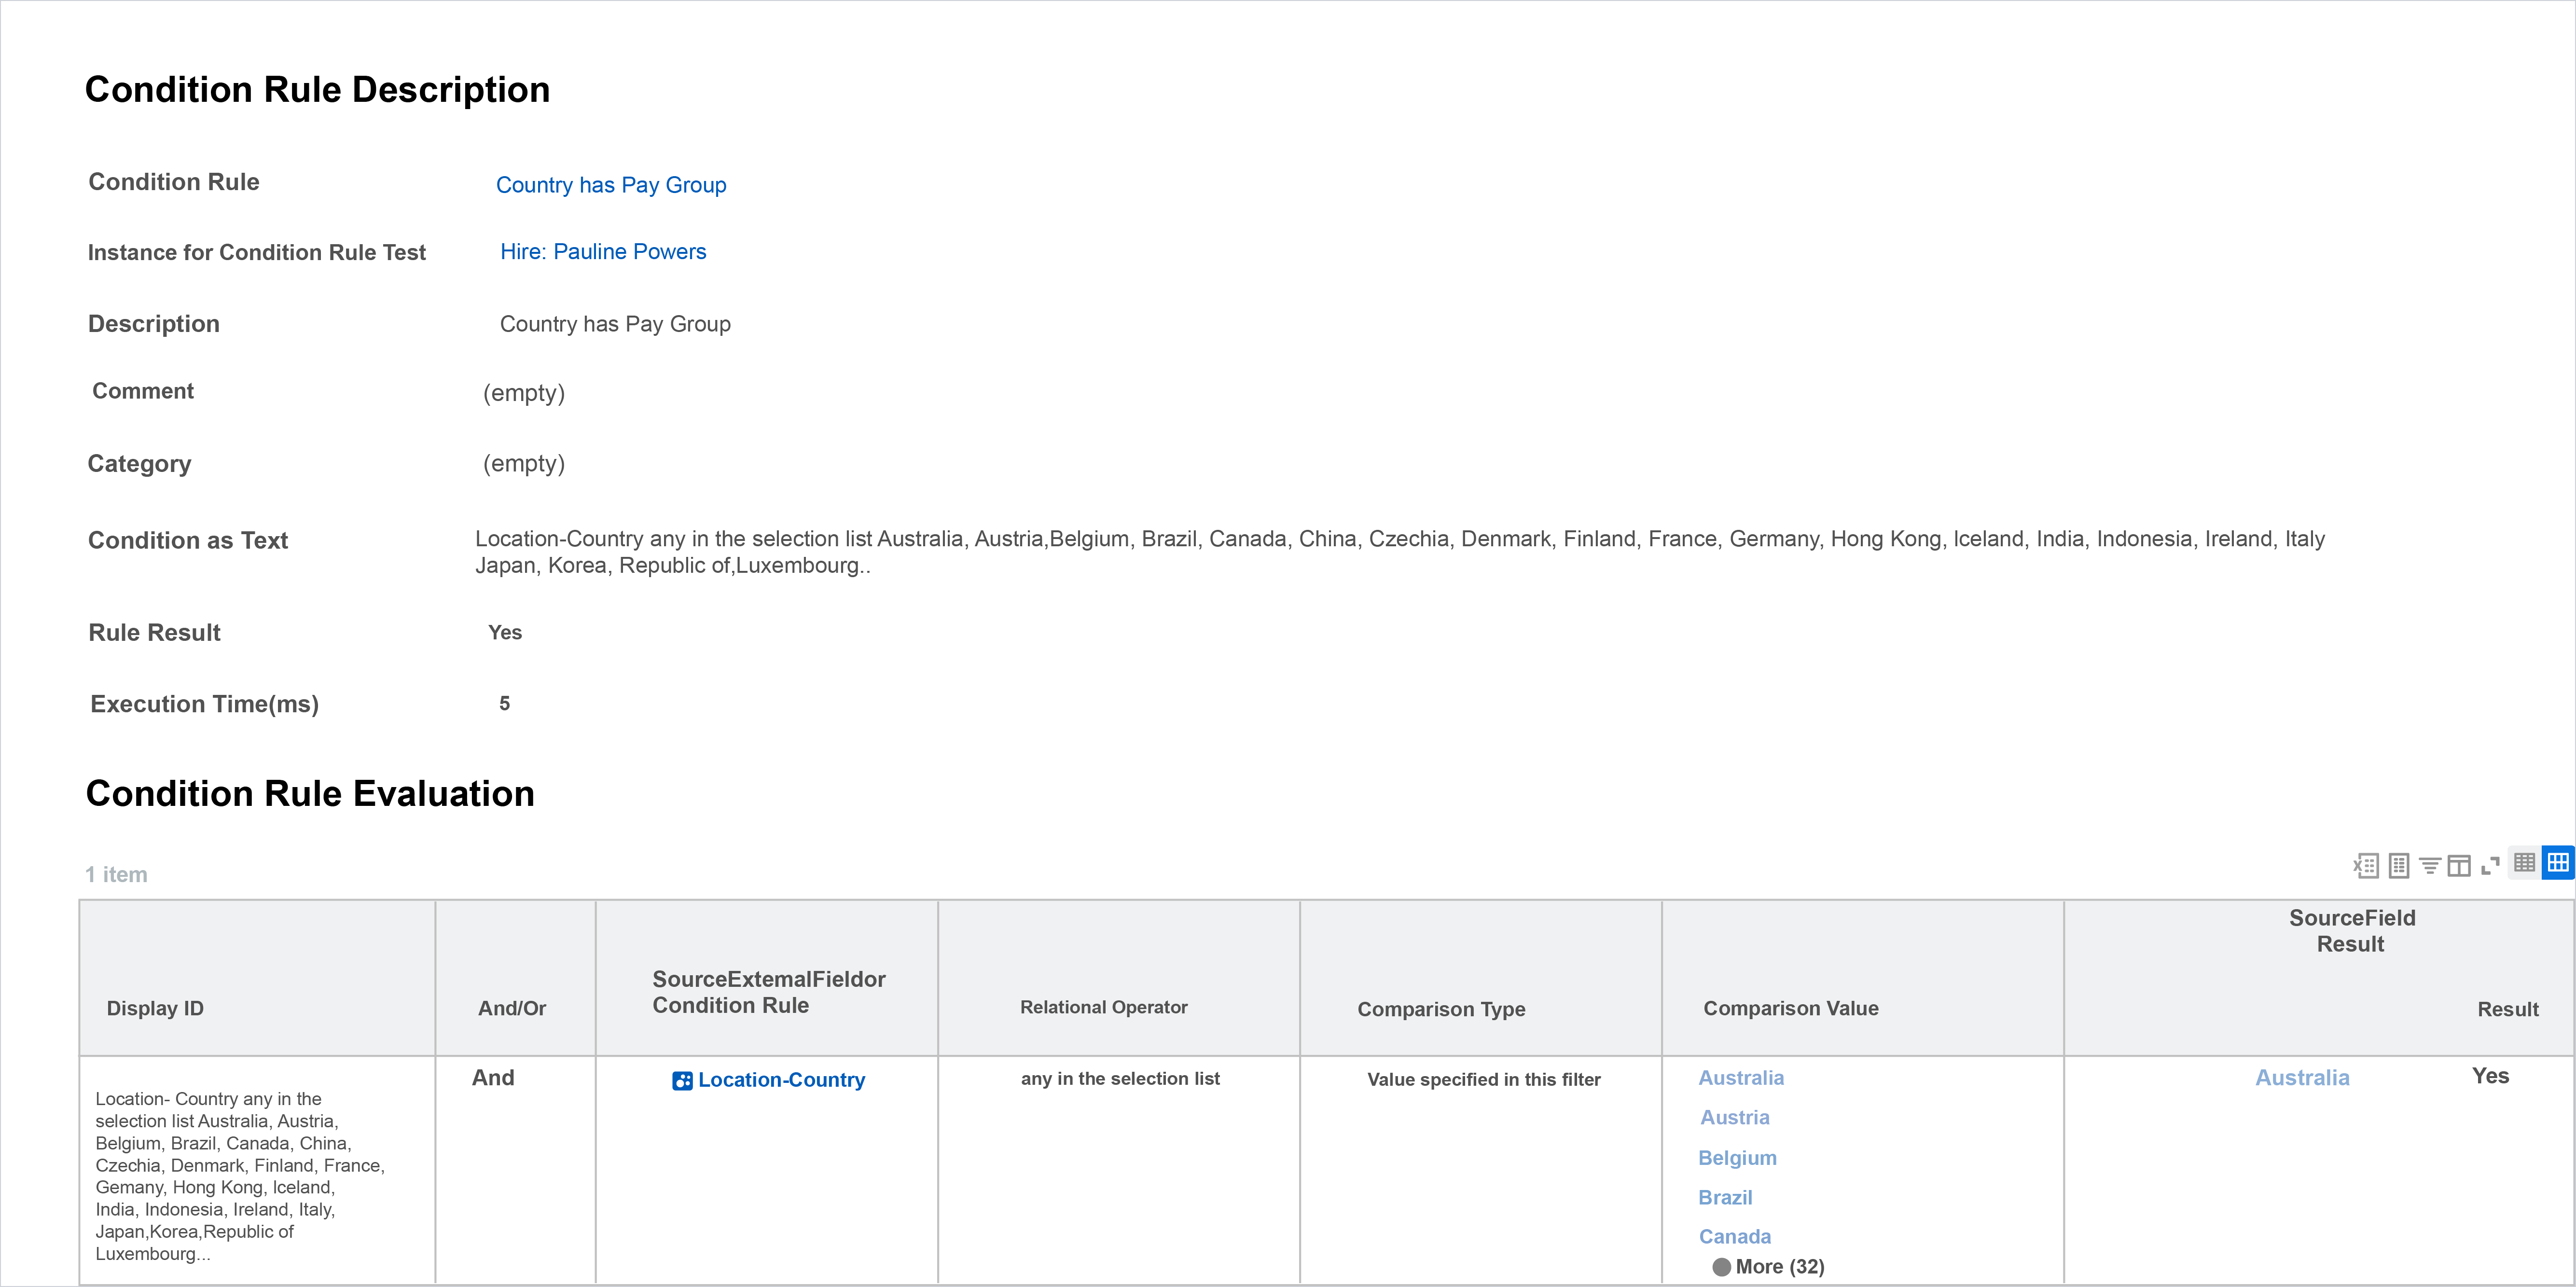 Condition Rule Description
Condition Rule Country has Pay Group
Instance for Condition Rule Test Hire: Pauline Powers
Description Country has Pay Group
Comment (empty)
Category (empty)
Condition as Text Location-Country any in the selection list Australia, Austria,Belgium, Brazil, Canada, China, Czechia, Denmark, Finland, France, Germany, Hong Kong, Iceland, India, Indonesia, Ireland, Italy
Japan, Korea, Republic of,Luxembourg..
Rule Result Yes
Execution Time(ms) 5
Condition Rule Evaluation
1 item
SourceField
Result
SourceExtemalFieldor
Condition Rule
Display ID And/Or Relational Operator Comparison Type Comparison Value Result
And Location-Country any in the selection list Value specified in this filter Australia Australia Yes
Location- Country any in the
selection list Australia, Austria,
Belgium, Brazil, Canada, China,
Czechia, Denmark, Finland, France,
Gemany, Hong Kong, Iceland,
India, Indonesia, Ireland, Italy,
Japan,Korea,Republic of
Luxembourg...
Austria
Belgium
Brazil
Canada
More (32)